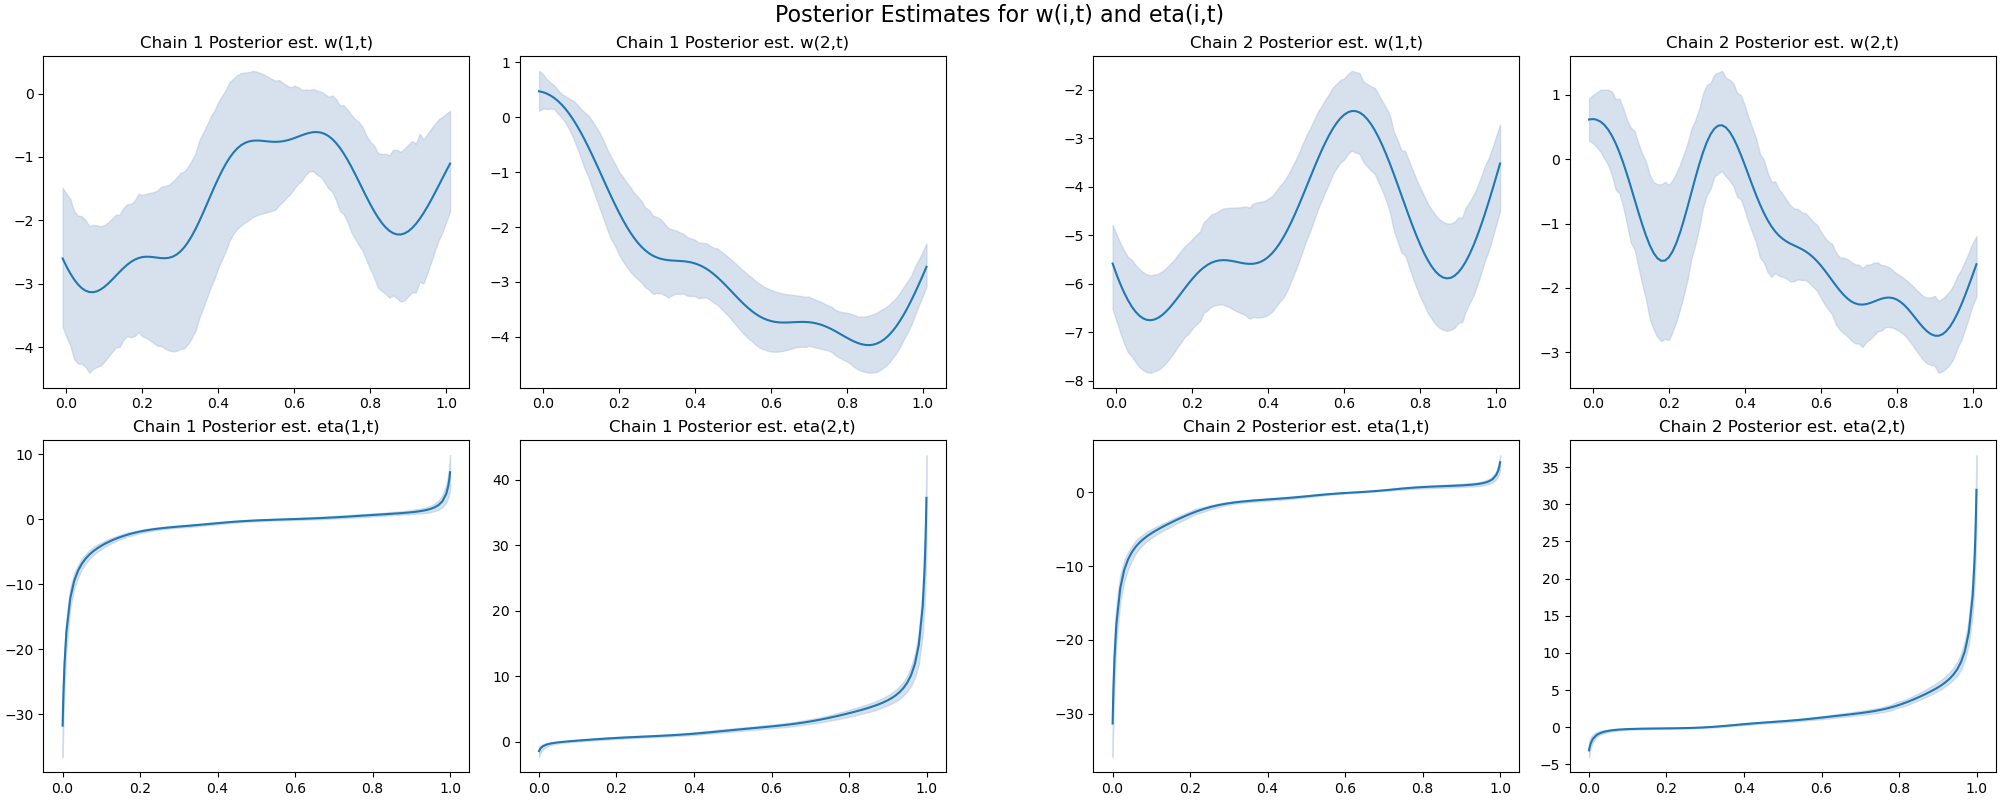 Posterior Estimates for w(i,t) and eta(i,t)
Chain 1 Posterior est. w(1,t)
0
−1
−2
−3
−4
0.0 0.2 0.4 0.6 0.8 1.0
Chain 1 Posterior est. w(2,t)
1
0
−1
−2
−3
−4
0.0 0.2 0.4 0.6 0.8 1.0
Chain 2 Posterior est. w(1,t)
−2
−3
−4
−5
−6
−7
−8
0.0 0.2 0.4 0.6 0.8 1.0
Chain 2 Posterior est. w(2,t)
1
0
−1
−2
−3
0.0 0.2 0.4 0.6 0.8 1.0
Chain 1 Posterior est. eta(1,t)
10
0
−10
−20
−30
0.0 0.2 0.4 0.6 0.8 1.0
Chain 1 Posterior est. eta(2,t)
40
30
20
10
0
0.0 0.2 0.4 0.6 0.8 1.0
Chain 2 Posterior est. eta(1,t)
0
−10
−20
−30
0.0 0.2 0.4 0.6 0.8 1.0
Chain 2 Posterior est. eta(2,t)
35
30
25
20
15
10
5
0
−5
0.0 0.2 0.4 0.6 0.8 1.0